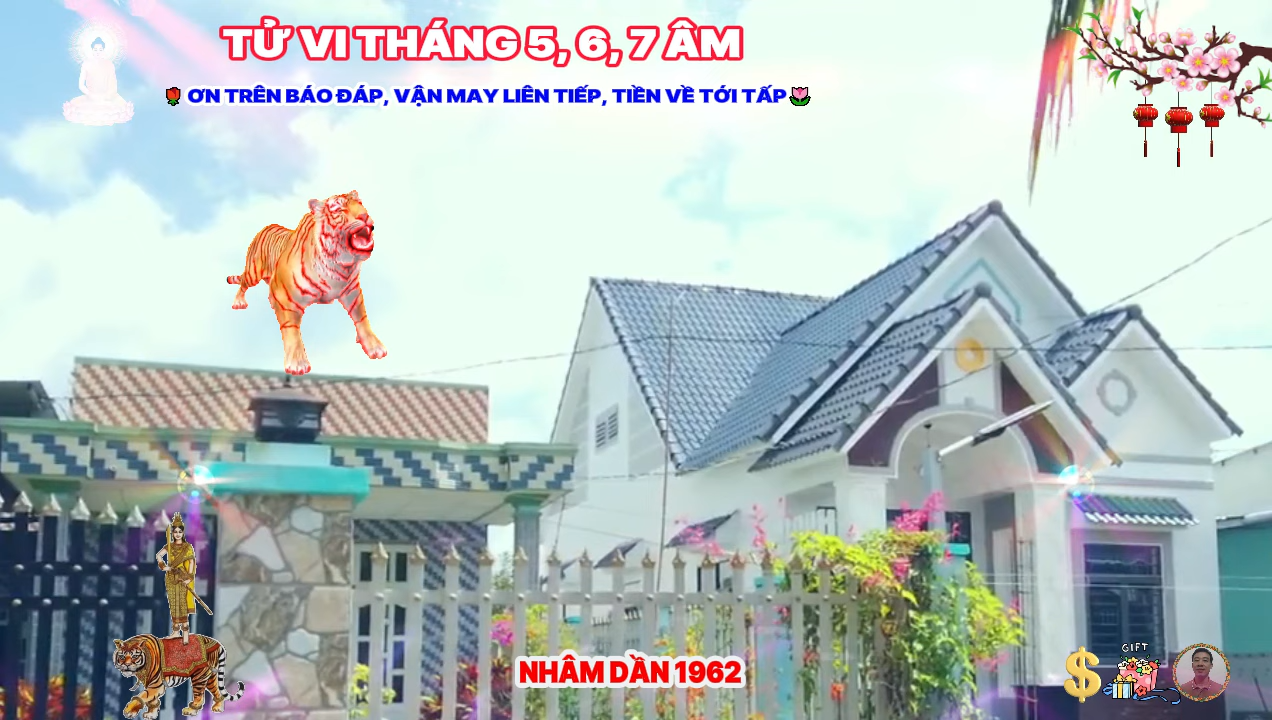 TỬ VI THÁNG 5, 6, 7 ÂM
ƠN TRÊN BÁO ĐÁP, VẬN MAY LIÊN TIẾP, TIỀN VỀ TỚI TẤP
GIFT
NHÂM DẦN 1962